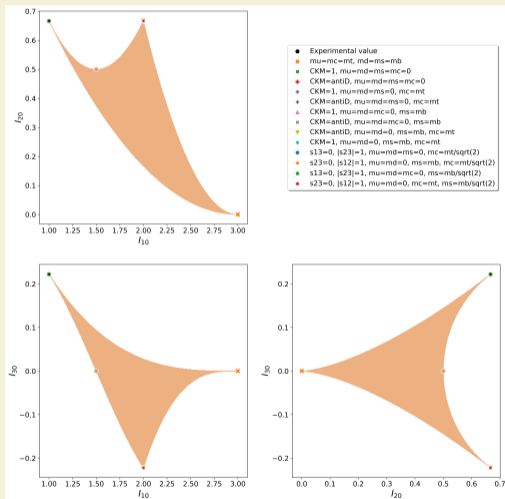 0.7
0.6
0.5
0.4
0.3
0.2
0.1
0.0
I20
1.00 1.25 1.50 1.75 2.00 2.25 2.50 2.75 3.00
I10
Experimental value
mu=mc=mt, md=ms=mb
CKM=1, mu=md=ms=mc=0
CKM=antiD, mu=md=ms=mc=0
CKM=1, mu=md=ms=0, mc=mt
CKM=antiD, mu=md=ms=0, mc=mt
CKM=1, mu=md=mc=0, ms=mb
CKM=antiD, mu=md=mc=0, ms=mb
CKM=antiD, mu=md=0, ms=mb, mc=mt
CKM=1, mu=md=0, ms=mb, mc=mt
s13=0, |s23|=1, mu=md=ms=0, mc=mt/sqrt(2)
s23=0, |s12|=1, mu=md=0, ms=mb, mc=mt/sqrt(2)
s13=0, |s23|=1, mu=md=mc=0, ms=mb/sqrt(2)
s23=0, |s12|=1, mu=md=0, mc=mt, ms=mb/sqrt(2)
0.2
0.1
0.0
−0.1
−0.2
I30
1.00 1.25 1.50 1.75 2.00 2.25 2.50 2.75 3.00
I10
0.2
0.1
0.0
−0.1
−0.2
I30
0.0 0.1 0.2 0.3 0.4 0.5 0.6 0.7
I20